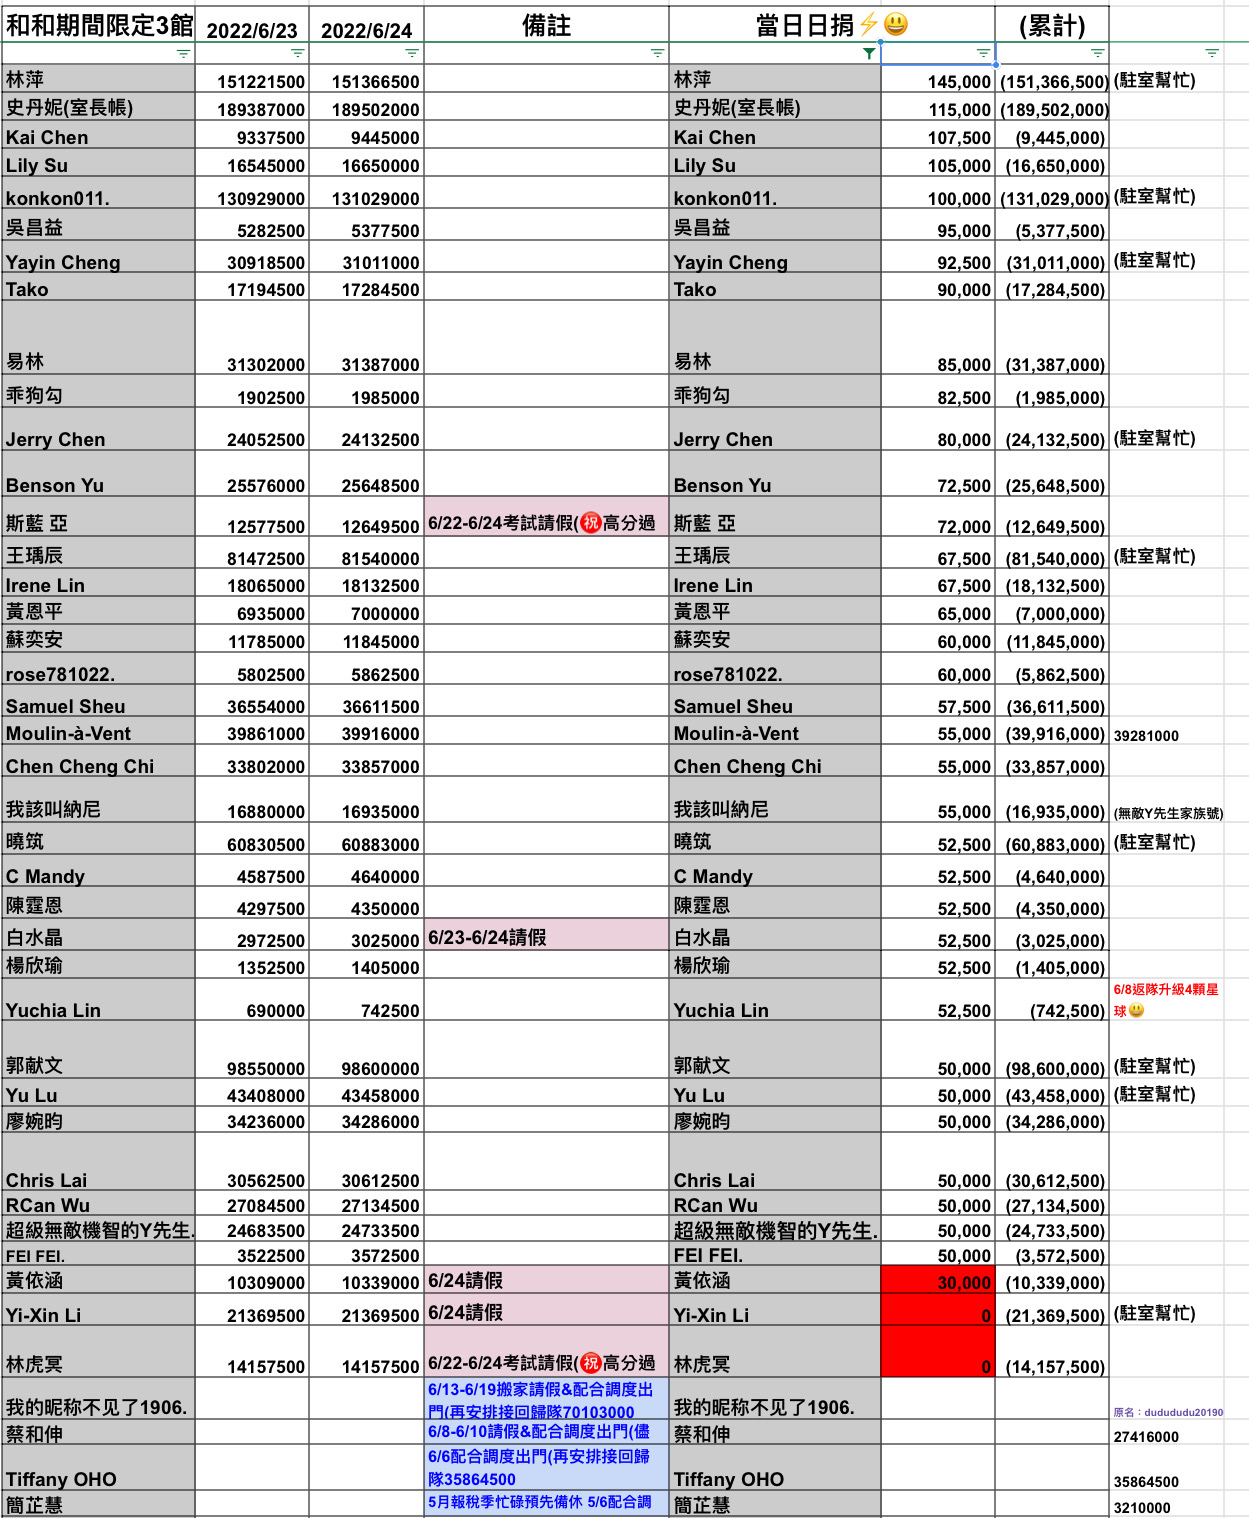 和和期間限定3館 2022/6/23 2022/6/24 備註 當日日捐⚡😃 (累計)
林萍 151221500 151366500 林萍 145,000 (151,366,500) (駐室幫忙)
史丹妮(室長帳) 189387000 189502000 史丹妮(室長帳) 115,000 (189,502,000)
Kai Chen 9337500 9445000 Kai Chen 107,500 (9,445,000)
Lily Su 16545000 16650000 Lily Su 105,000 (16,650,000)
konkon011. 130929000 131029000 konkon011. 100,000 (131,029,000) (駐室幫忙)
吳昌益 5282500 5377500 吳昌益 95,000 (5,377,500)
Yayin Cheng 30918500 31011000 Yayin Cheng 92,500 (31,011,000) (駐室幫忙)
Tako 17194500 17284500 Tako 90,000 (17,284,500)
易林 31302000 31387000 易林 85,000 (31,387,000)
乖狗勾 1902500 1985000 乖狗勾 82,500 (1,985,000)
Jerry Chen 24052500 24132500 Jerry Chen 80,000 (24,132,500) (駐室幫忙)
Benson Yu 25576000 25648500 Benson Yu 72,500 (25,648,500)
斯藍 亞 12577500 12649500 6/22-6/24考試請假(㊗️高分過 斯藍 亞 72,000 (12,649,500)
王瑀辰 81472500 81540000 王瑀辰 67,500 (81,540,000) (駐室幫忙)
Irene Lin 18065000 18132500 Irene Lin 67,500 (18,132,500)
黃恩平 6935000 7000000 黃恩平 65,000 (7,000,000)
蘇奕安 11785000 11845000 蘇奕安 60,000 (11,845,000)
rose781022. 5802500 5862500 rose781022. 60,000 (5,862,500)
Samuel Sheu 36554000 36611500 Samuel Sheu 57,500 (36,611,500)
Moulin-à-Vent 39861000 39916000 Moulin-à-Vent 55,000 (39,916,000) 39281000
Chen Cheng Chi 33802000 33857000 Chen Cheng Chi 55,000 (33,857,000)
我該叫納尼 16880000 16935000 我該叫納尼 55,000 (16,935,000) (無敵Y先生家族號)
曉筑 60830500 60883000 曉筑 52,500 (60,883,000) (駐室幫忙)
C Mandy 4587500 4640000 C Mandy 52,500 (4,640,000)
陳霆恩 4297500 4350000 陳霆恩 52,500 (4,350,000)
白水晶 2972500 3025000 6/23-6/24請假 白水晶 52,500 (3,025,000)
楊欣瑜 1352500 1405000 楊欣瑜 52,500 (1,405,000)
Yuchia Lin 690000 742500 Yuchia Lin 52,500 (742,500) 6/8返隊升級4顆星
球😃
郭献文 98550000 98600000 郭献文 50,000 (98,600,000) (駐室幫忙)
Yu Lu 43408000 43458000 Yu Lu 50,000 (43,458,000) (駐室幫忙)
廖婉昀 34236000 34286000 廖婉昀 50,000 (34,286,000)
Chris Lai 30562500 30612500 Chris Lai 50,000 (30,612,500)
RCan Wu 27084500 27134500 RCan Wu 50,000 (27,134,500)
超級無敵機智的Y先生. 24683500 24733500 超級無敵機智的Y先生. 50,000 (24,733,500)
FEI FEI. 3522500 3572500 FEI FEI. 50,000 (3,572,500)
黃依涵 10309000 10339000 6/24請假 黃依涵 30,000 (10,339,000)
Yi-Xin Li 21369500 21369500 6/24請假 Yi-Xin Li 0 (21,369,500) (駐室幫忙)
林虎冥 14157500 14157500 6/22-6/24考試請假(㊗️高分過 林虎冥 0 (14,157,500)
6/13-6/19搬家請假&配合調度出
我的昵称不见了1906. 門(再安排接回歸隊70103000 我的昵称不见了1906. 原名：dudududu20190
蔡和伸 6/8-6/10請假&配合調度出門(儘 蔡和伸 27416000
6/6配合調度出門(再安排接回歸
Tiffany OHO 隊35864500 Tiffany OHO 35864500
簡芷慧 5月報稅季忙碌預先備休 5/6配合調 簡芷慧 3210000